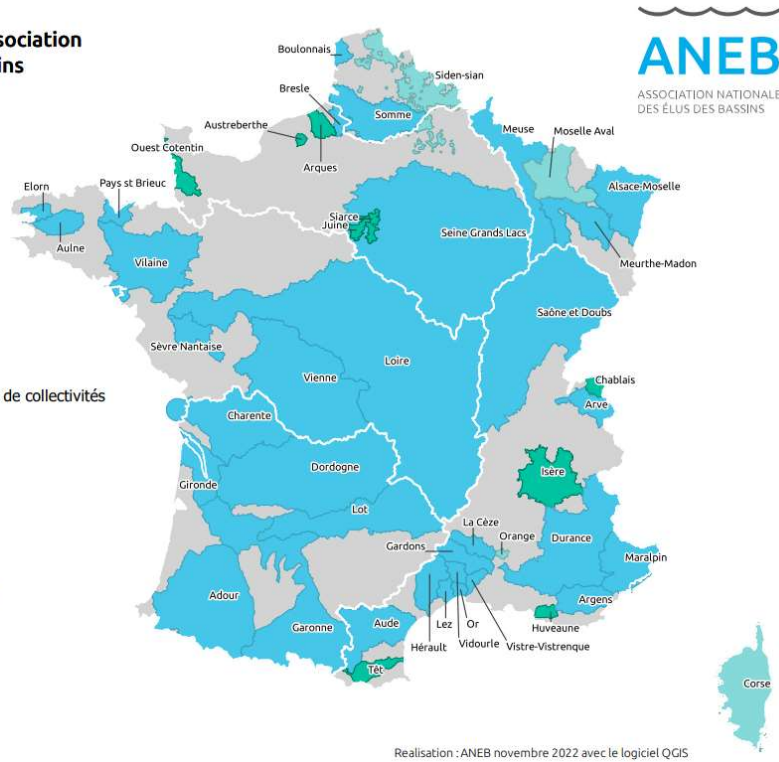 sociation
ins
ANEB
ASSOCIATION NATIONALE
DES ÉLUS DES BASSINS
Boulonnais
Siden-sian
Bresle
Somme
Austreberthe
Meuse
Moselle Aval
Ouest Cotentin
Arques
Elorn
Pays st Brieuc
Alsace-Moselle
Siarce
Juine
Seine Grands Lacs
Aulne
Vilaine
Meurthe-Madon
Saône et Doubs
Sèvre Nantaise
Loire
Vienne
Chablais
de collectivités
Arve
Charente
Dordogne
Isère
Gironde
Lot
La Cèze
Orange
Durance
Gardons
Maralpin
Adour
Argens
Garonne
Aude
Lez
Or
Huveaune
Hérault
Vidourle
Vistre-Vistrenque
Têt
Corse
Realisation : ANEB novembre 2022 avec le logiciel QGIS